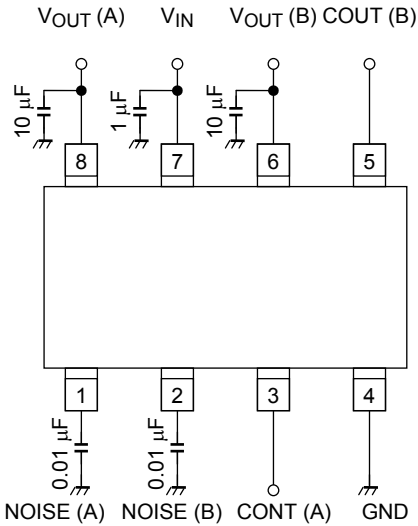 VOUT (A) VIN VOUT (B) COUT (B)
10 μF 1 μF 10 μF
8 7 6 5
1 2 3 4
0.01 μF 0.01 μF
NOISE (A) NOISE (B) CONT (A) GND